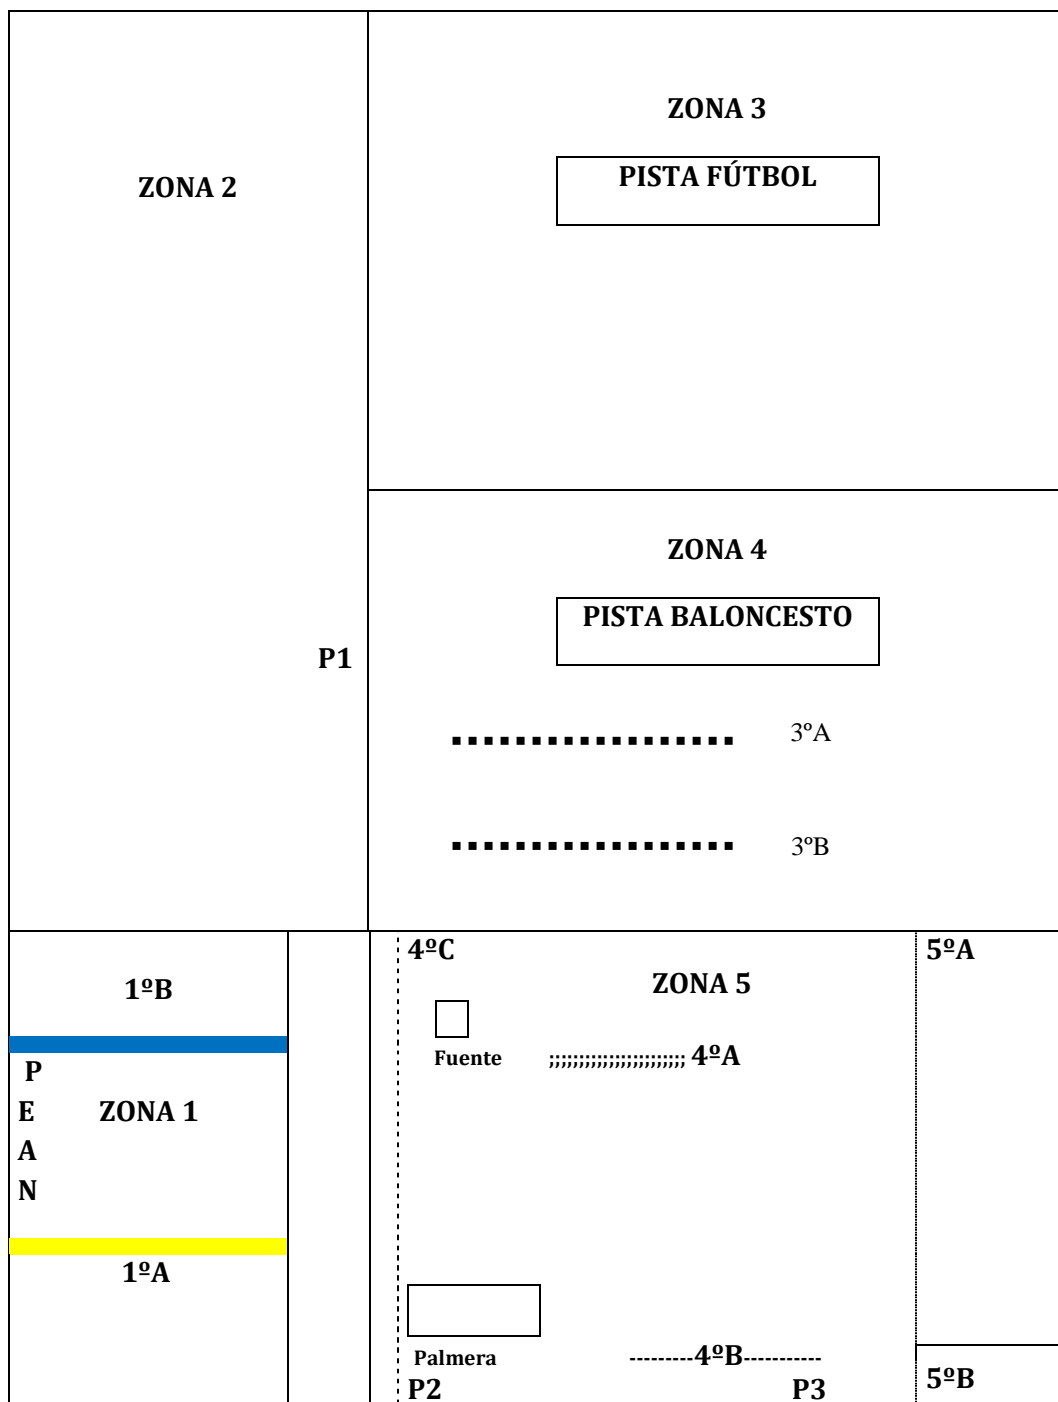 ZONA 3
PISTA FÚTBOL
ZONA 2
ZONA 4
PISTA BALONCESTO
P1
3ºA
3ºB
4ºC
5ºA
ZONA 5
1ºB
Fuente ;;;;;;;;;;;;;;;;;;;;;;; 4ºA
P
E ZONA 1
A
N
1ºA
Palmera ---------4ºB-----------
P2 P3 5ºB